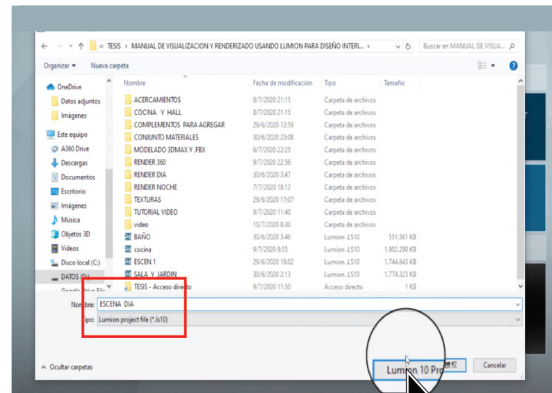 « TESIS › MANUAL DE VISUALIZACION Y RENDERIZADO USANDO LUMION PARA DISEÑO INTERI... ›
Buscar en MANUAL DE VISUA...
Organizar
Nueva carpeta
Nombre Fecha de modificación Tipo Tamaño
OneDrive
Datos adjuntos
Imágenes
Este equipo
A360 Drive
Descargas
Documentos
Escritorio
Imágenes
Música
Objetos 3D
Vídeos
Disco local (C:)
DATOS (D:)
ACERCAMIENTOS 8/7/2020 21:15 Carpeta de archivos
COCINA Y HALL 8/7/2020 21:15 Carpeta de archivos
COMPLEMENTOS PARA AGREGAR 29/6/2020 12:59 Carpeta de archivos
CONJUNTO MATERIALES 30/6/2020 23:08 Carpeta de archivos
MODELADO 3DMAX Y .FBX 6/7/2020 22:25 Carpeta de archivos
RENDER 360 9/7/2020 22:56 Carpeta de archivos
RENDER DIA 30/6/2020 3:47 Carpeta de archivos
RENDER NOCHE 7/7/2020 18:12 Carpeta de archivos
TEXTURAS 29/6/2020 17:07 Carpeta de archivos
TUTORIAL VIDEO 9/7/2020 11:40 Carpeta de archivos
video 10/7/2020 8:30 Carpeta de archivos
BAÑO 30/6/2020 3:46 Lumion .LS10 551,561 KB
cocina 9/7/2020 9:35 Lumion .LS10 1,002,290 KB
ESCEN 1 29/6/2020 18:02 Lumion .LS10 1,744,643 KB
SALA Y JARDIN 30/6/2020 2:13 Lumion .LS10 1,774,323 KB
TESIS - Acceso directo 9/7/2020 11:50 Acceso directo 1 KB
Nombre: ESCENA DIA
Tipo: Lumion project file (*.ls10)
Ocultar carpetas
Lumion 10 Pro
Cancelar